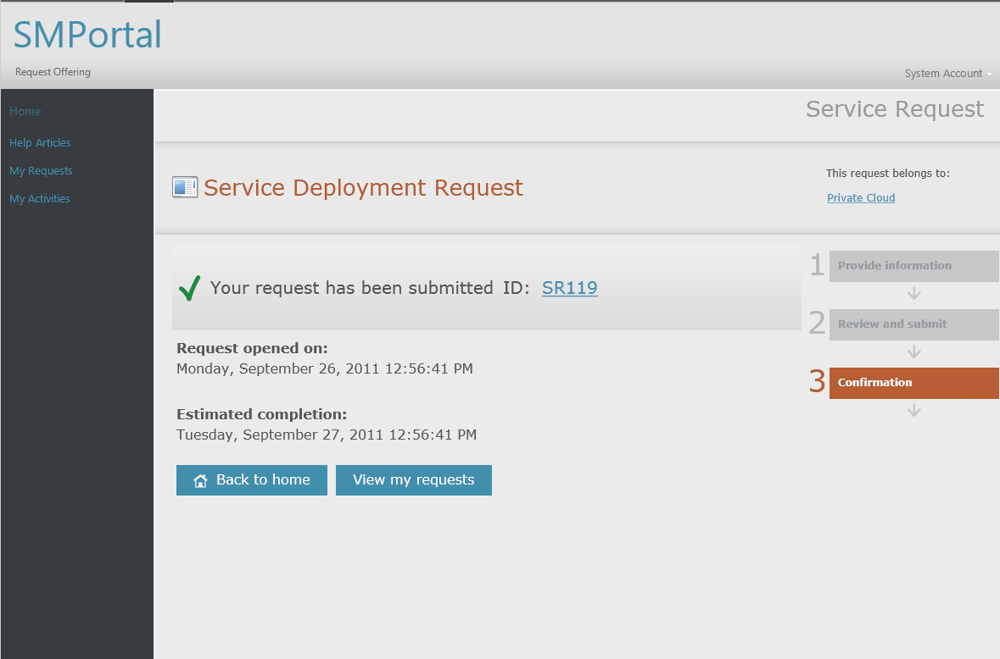 SMPortal
Request Offering
System Account
Home
Help Articles
My Requests
My Activities
Service Request
Service Deployment Request
This request belongs to:
Private Cloud
Your request has been submitted ID: SR119
Request opened on:
Monday, September 26, 2011 12:56:41 PM
Estimated completion:
Tuesday, September 27, 2011 12:56:41 PM
Back to home
View my requests
1 Provide information
2 Review and submit
3 Confirmation